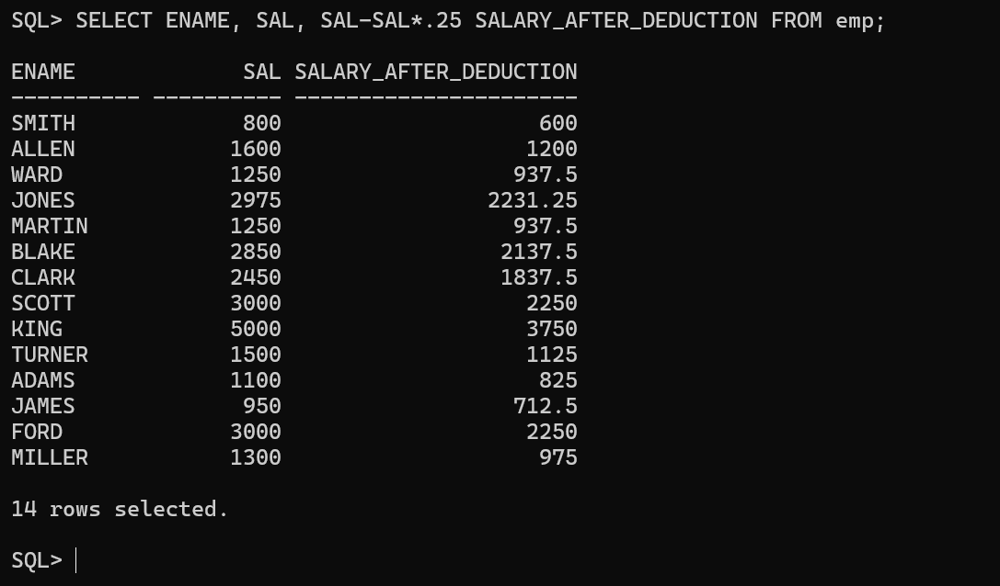 SQL> SELECT ENAME, SAL, SAL-SAL*.25 SALARY_AFTER_DEDUCTION FROM emp;
ENAME             SAL SALARY_AFTER_DEDUCTION
---------- ---------- ----------------------
SMITH             800                    600
ALLEN            1600                   1200
WARD             1250                  937.5
JONES            2975                2231.25
MARTIN           1250                  937.5
BLAKE            2850                 2137.5
CLARK            2450                 1837.5
SCOTT            3000                   2250
KING             5000                   3750
TURNER           1500                   1125
ADAMS            1100                    825
JAMES             950                  712.5
FORD             3000                   2250
MILLER           1300                    975
14 rows selected.
SQL>